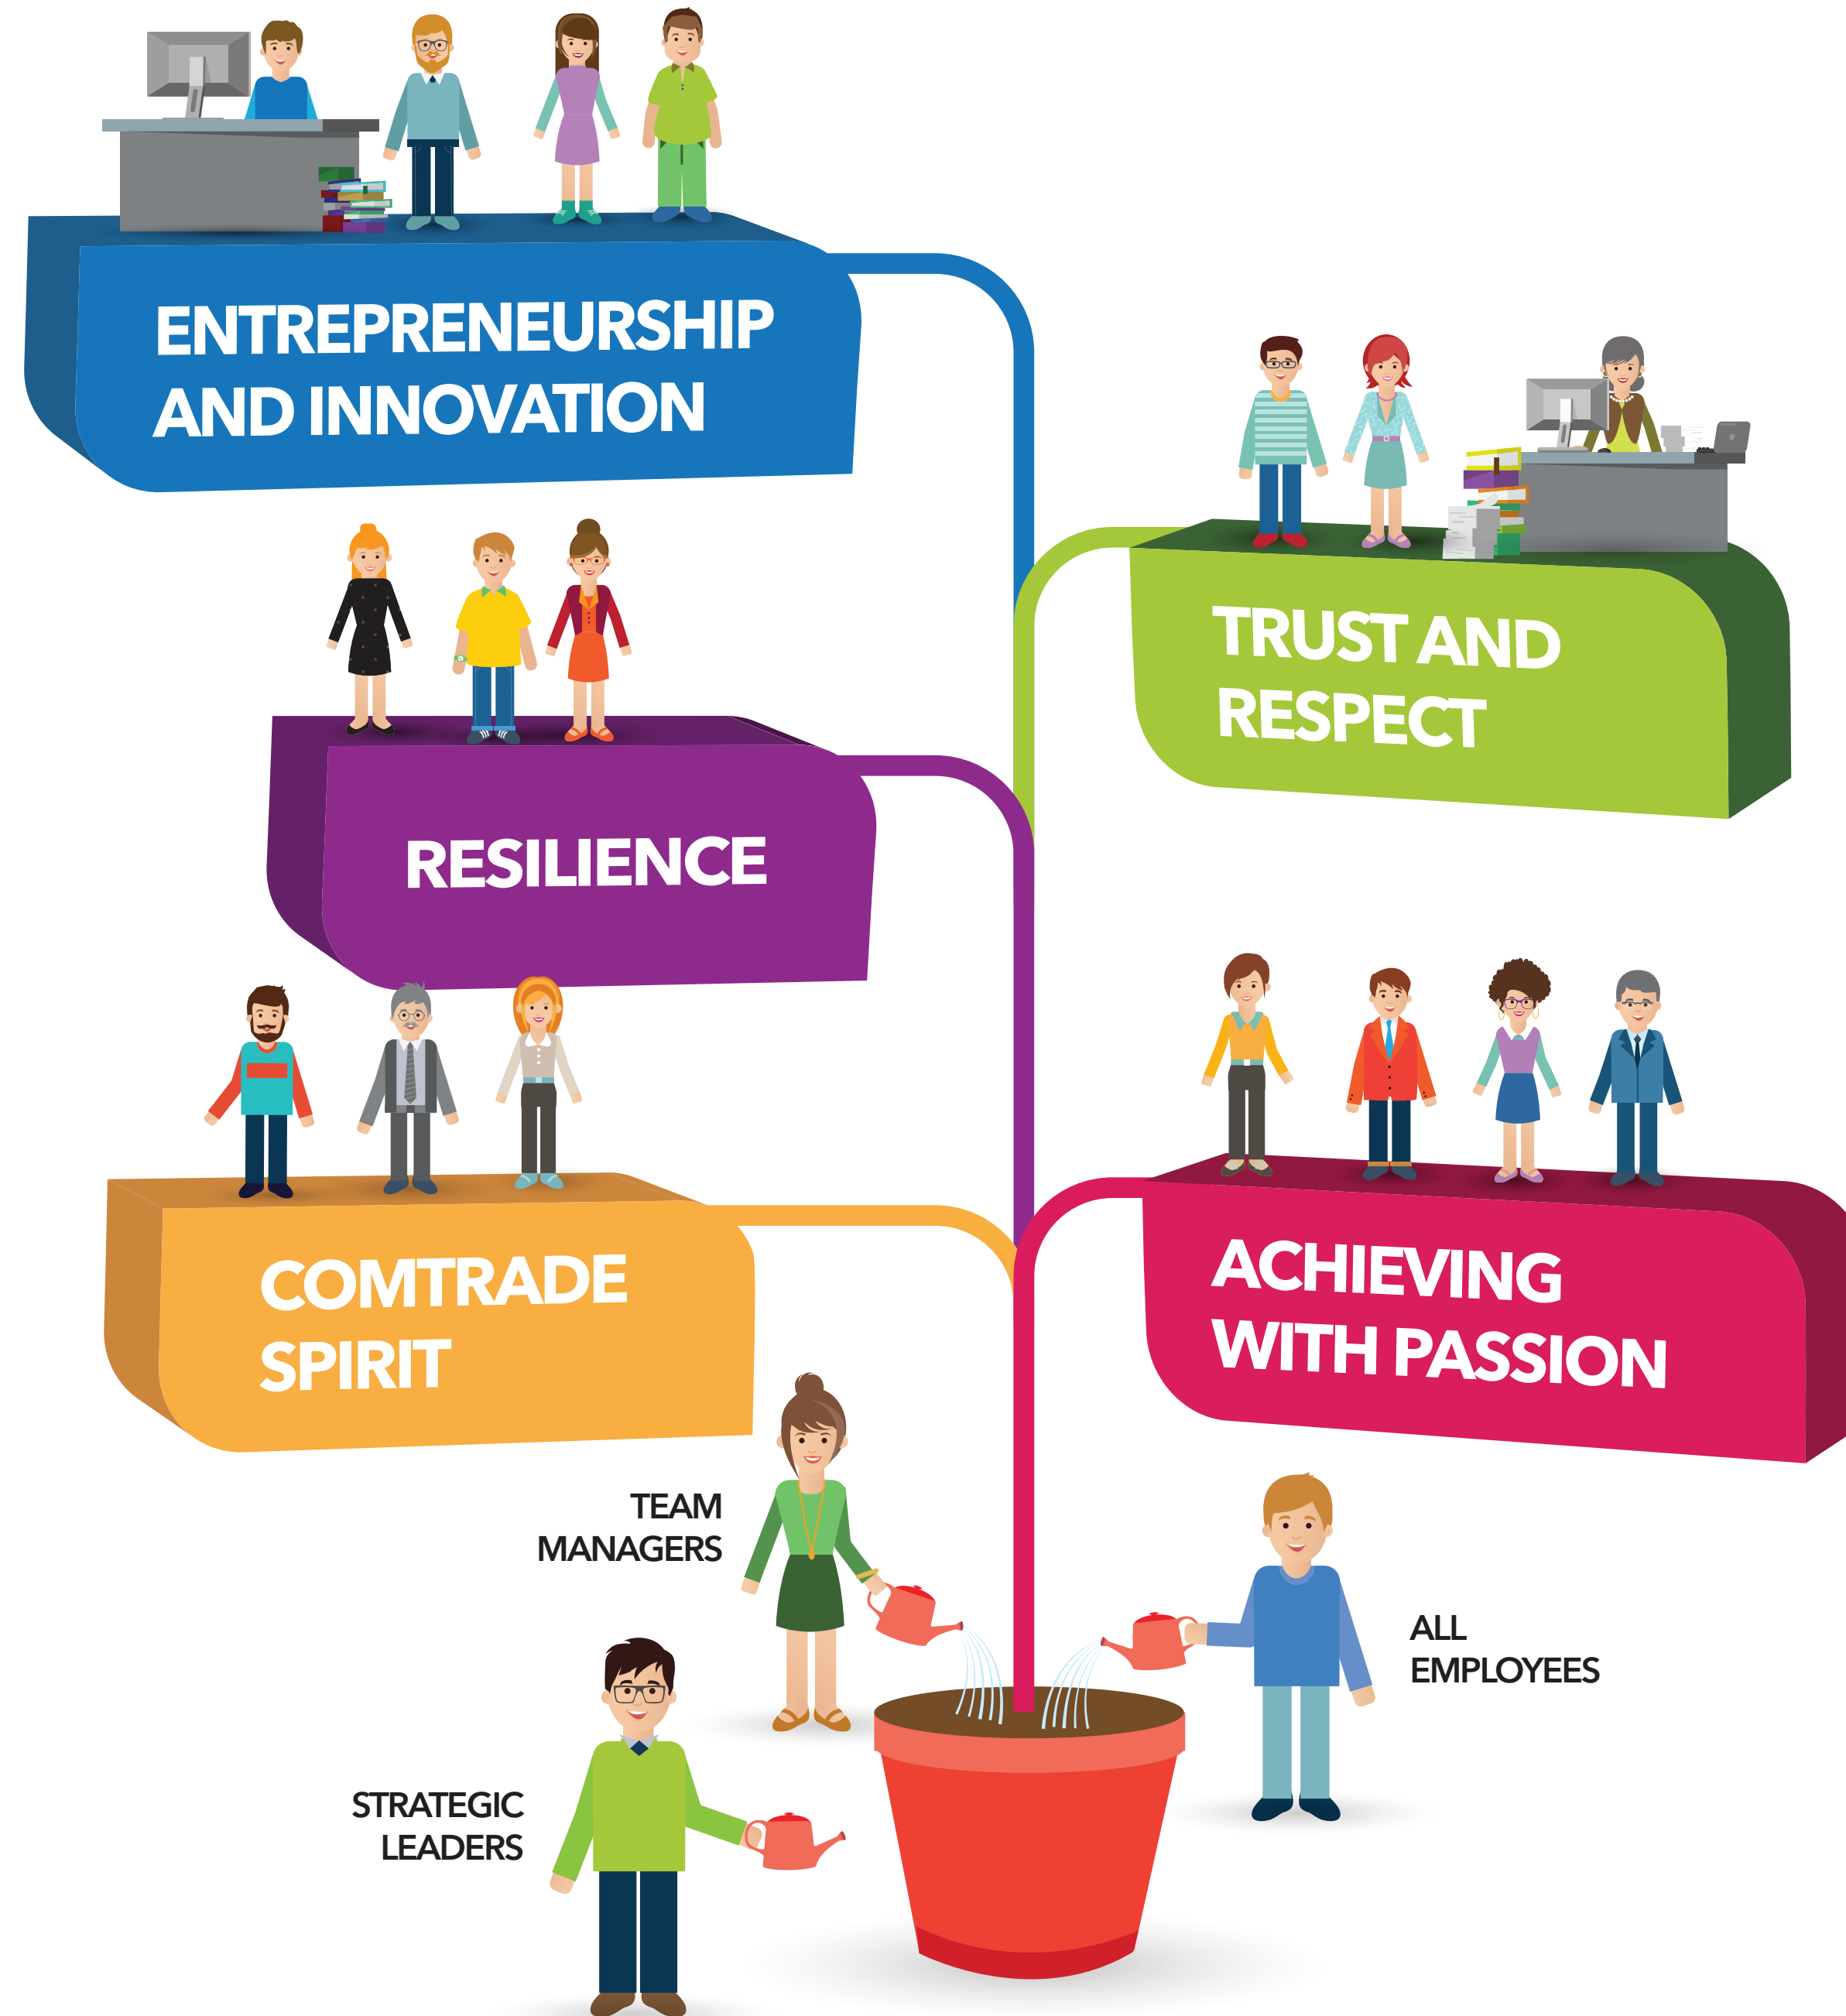 ENTREPRENEURSHIP
AND INNOVATION
TRUST AND
RESPECT
RESILIENCE
COMTRADE
SPIRIT
ACHIEVING
WITH PASSION
TEAM
MANAGERS
ALL
EMPLOYEES
STRATEGIC
LEADERS